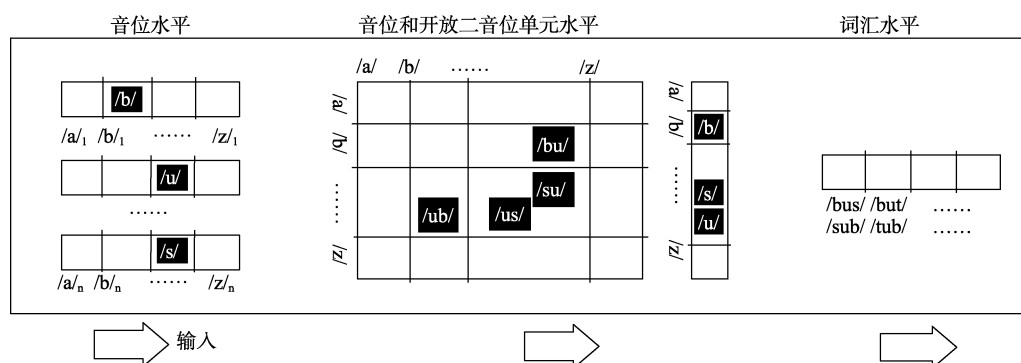 音位水平 音位和开放二音位单元水平 词汇水平
/a/ /b/ …… /z/
/a/
/b/
……
/z/
/b/
/a/₁ /b/₁ …… /z/₁
/u/
……
/s/
/a/ₙ /b/ₙ …… /z/ₙ
/bu/
/su/
/ub/ /us/
/a/
/b/
……
/z/
/b/
/s/
/u/
/bus/ /but/ ……
/sub/ /tub/ ……
输入